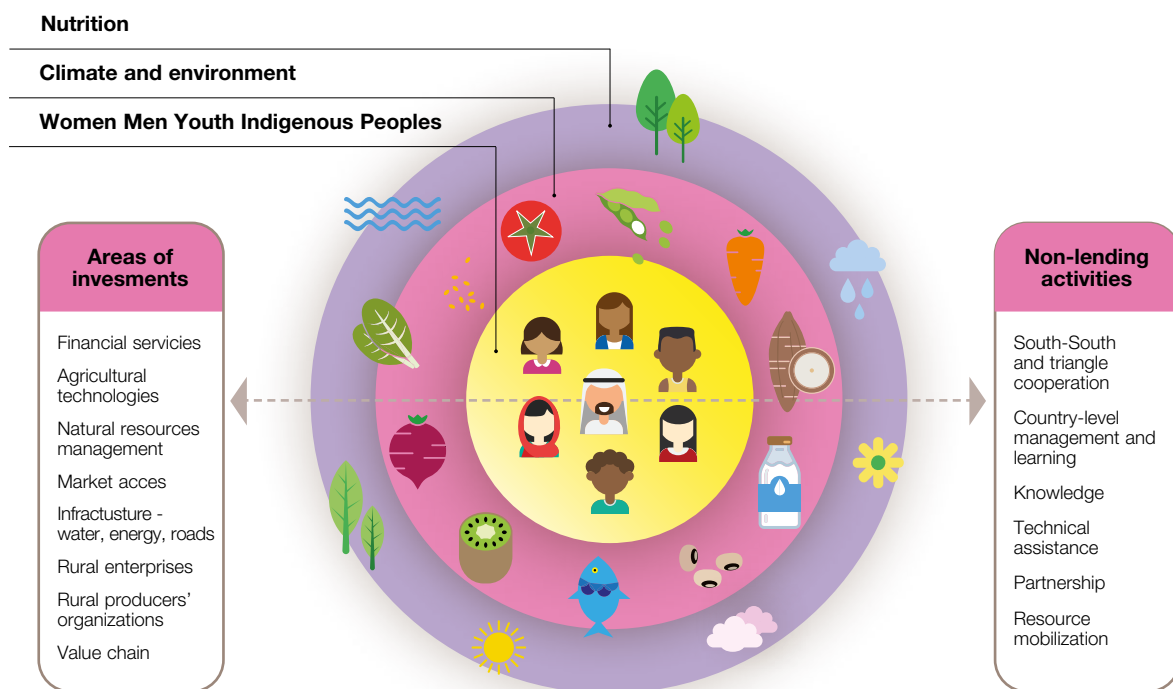 Nutrition
Climate and environment
Women Men Youth Indigenous Peoples
Areas of
invesments
Financial servicies
Agricultural
technologies
Natural resources
management
Market acces
Infractusture -
water, energy, roads
Rural enterprises
Rural producers’
organizations
Value chain
Non-lending
activities
South-South
and triangle
cooperation
Country-level
management and
learning
Knowledge
Technical
assistance
Partnership
Resource
mobilization